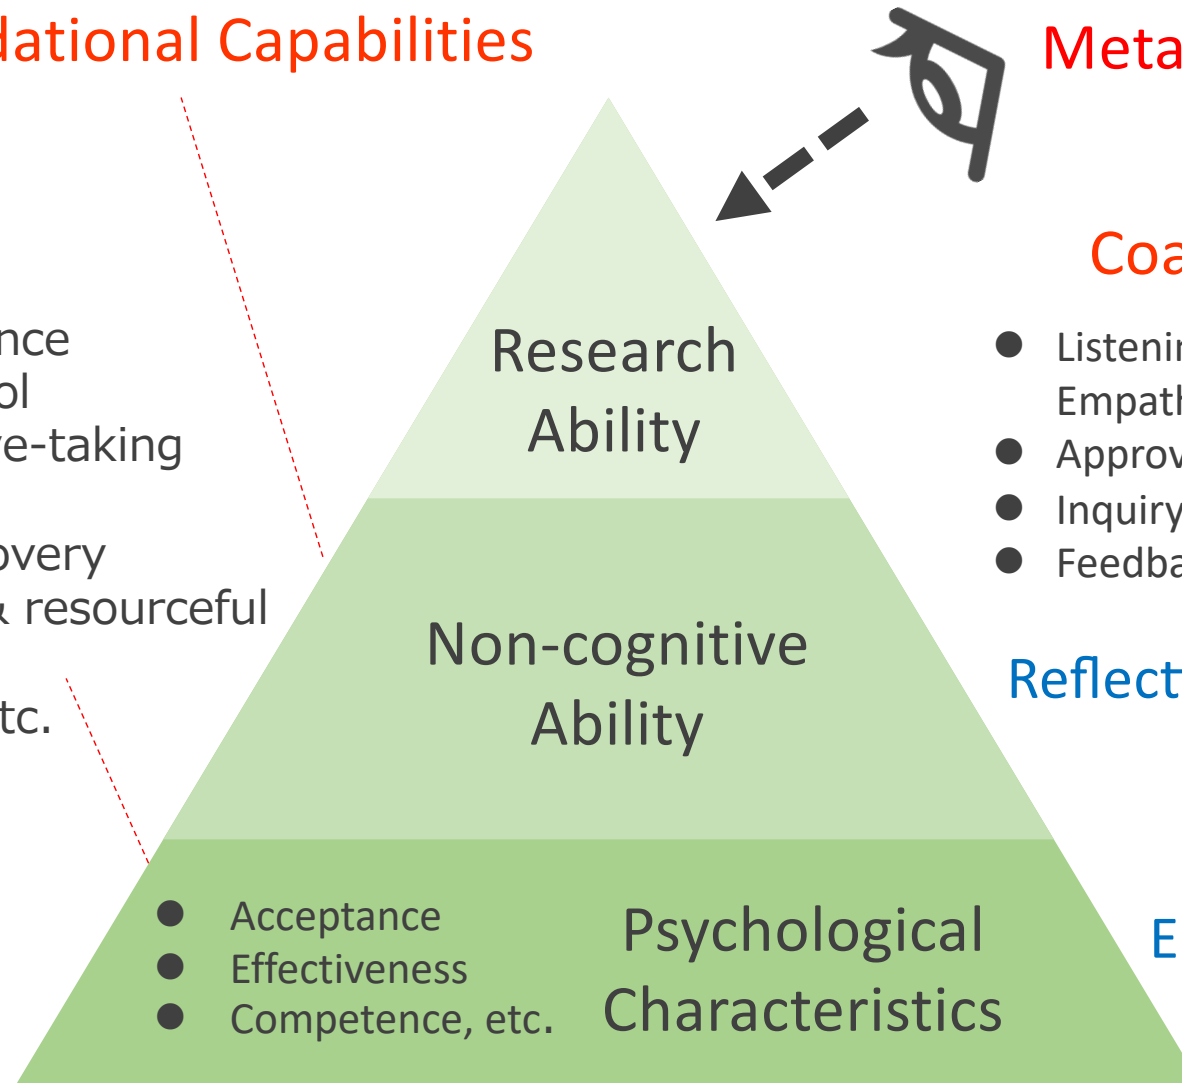 dational Capabilities
Meta
Coa
nce
ol
e-taking
overy
& resourceful
tc.
Research
Ability
Listenin
Empath
Approv
Inquiry
Feedba
Non-cognitive
Ability
Reflect
Acceptance
Effectiveness
Competence, etc.
Psychological
Characteristics
E